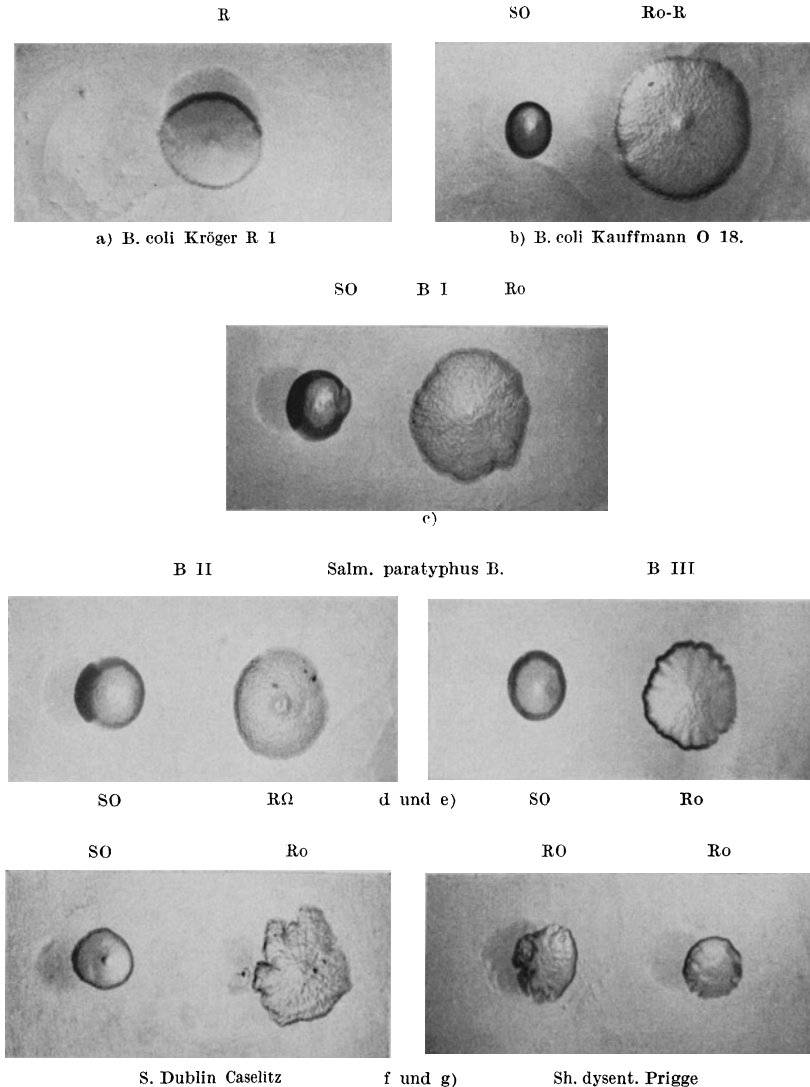 R
SO Ro-R
a) B. coli Kröger R I
b) B. coli Kauffmann O 18.
SO B I Ro
c)
B II Salm. paratyphus B. B III
SO RΩ d und e) SO Ro
SO Ro RO Ro
S. Dublin Caselitz f und g) Sh. dysent. Prigge